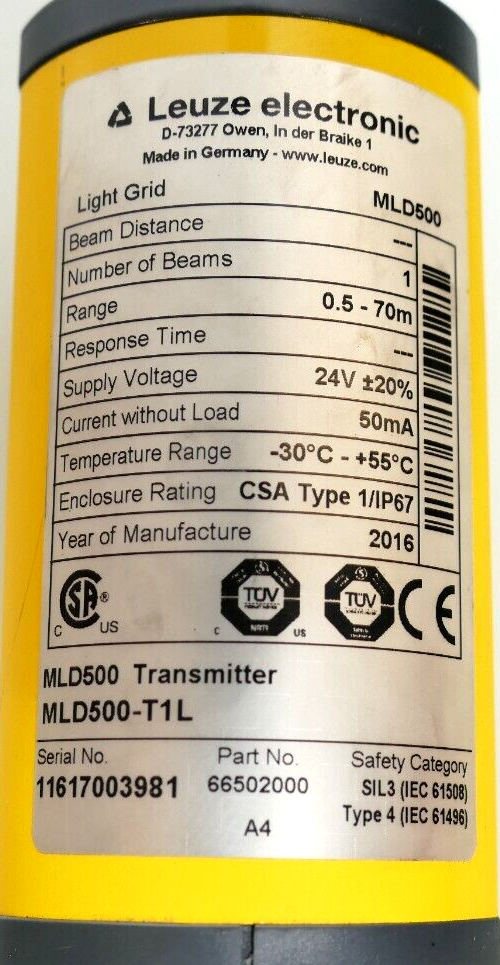 Leuze electronic
D-73277 Owen, In der Braike 1
Made in Germany - www.leuze.com
Light Grid MLD500
Beam Distance ---
Number of Beams 1
Range 0.5 - 70m
Response Time ---
Supply Voltage 24V ±20%
Current without Load 50mA
Temperature Range -30°C - +55°C
Enclosure Rating CSA Type 1/IP67
Year of Manufacture 2016
C SA ® C US
TÜV NRTL C US
TÜV
CE
MLD500 Transmitter
MLD500-T1L
Serial No. Part No. Safety Category
11617003981 66502000 SIL3 (IEC 61508)
A4 Type 4 (IEC 61496)